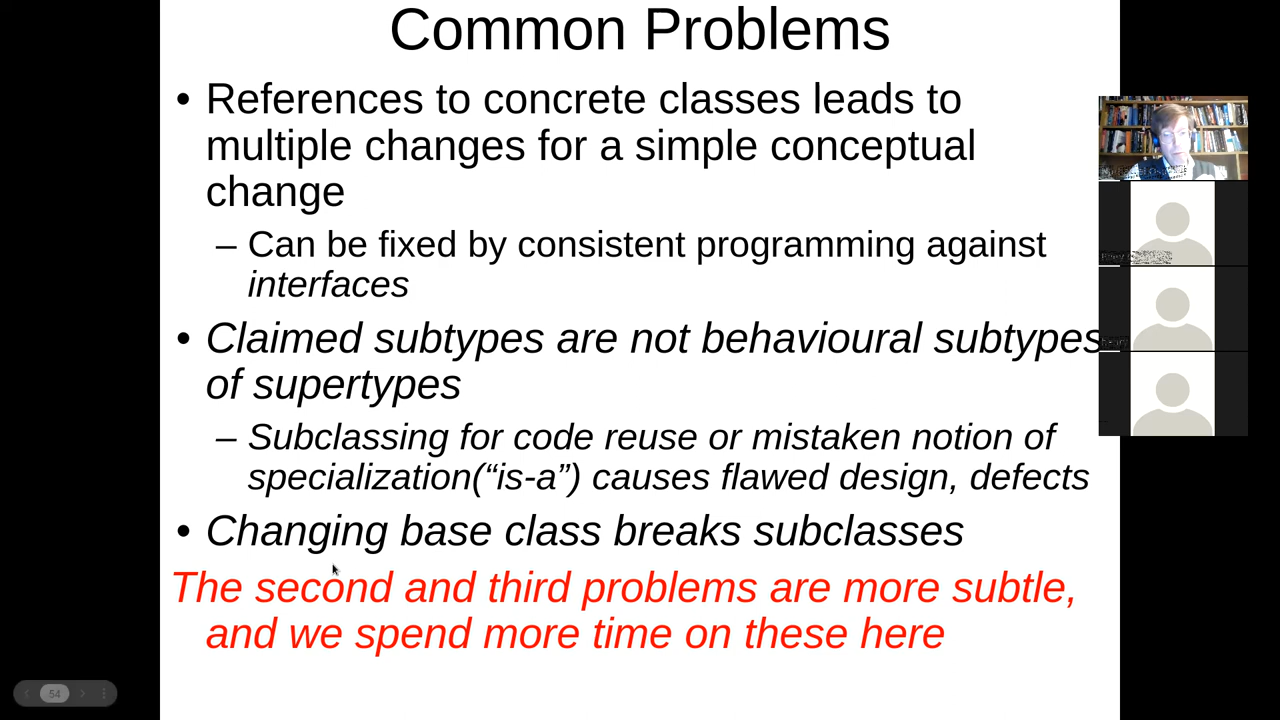 Common Problems
• References to concrete classes leads to
multiple changes for a simple conceptual
change
– Can be fixed by consistent programming against
interfaces
• Claimed subtypes are not behavioural subtypes
of supertypes
– Subclassing for code reuse or mistaken notion of
specialization(“is-a”) causes flawed design, defects
• Changing base class breaks subclasses
The second and third problems are more subtle,
and we spend more time on these here
54